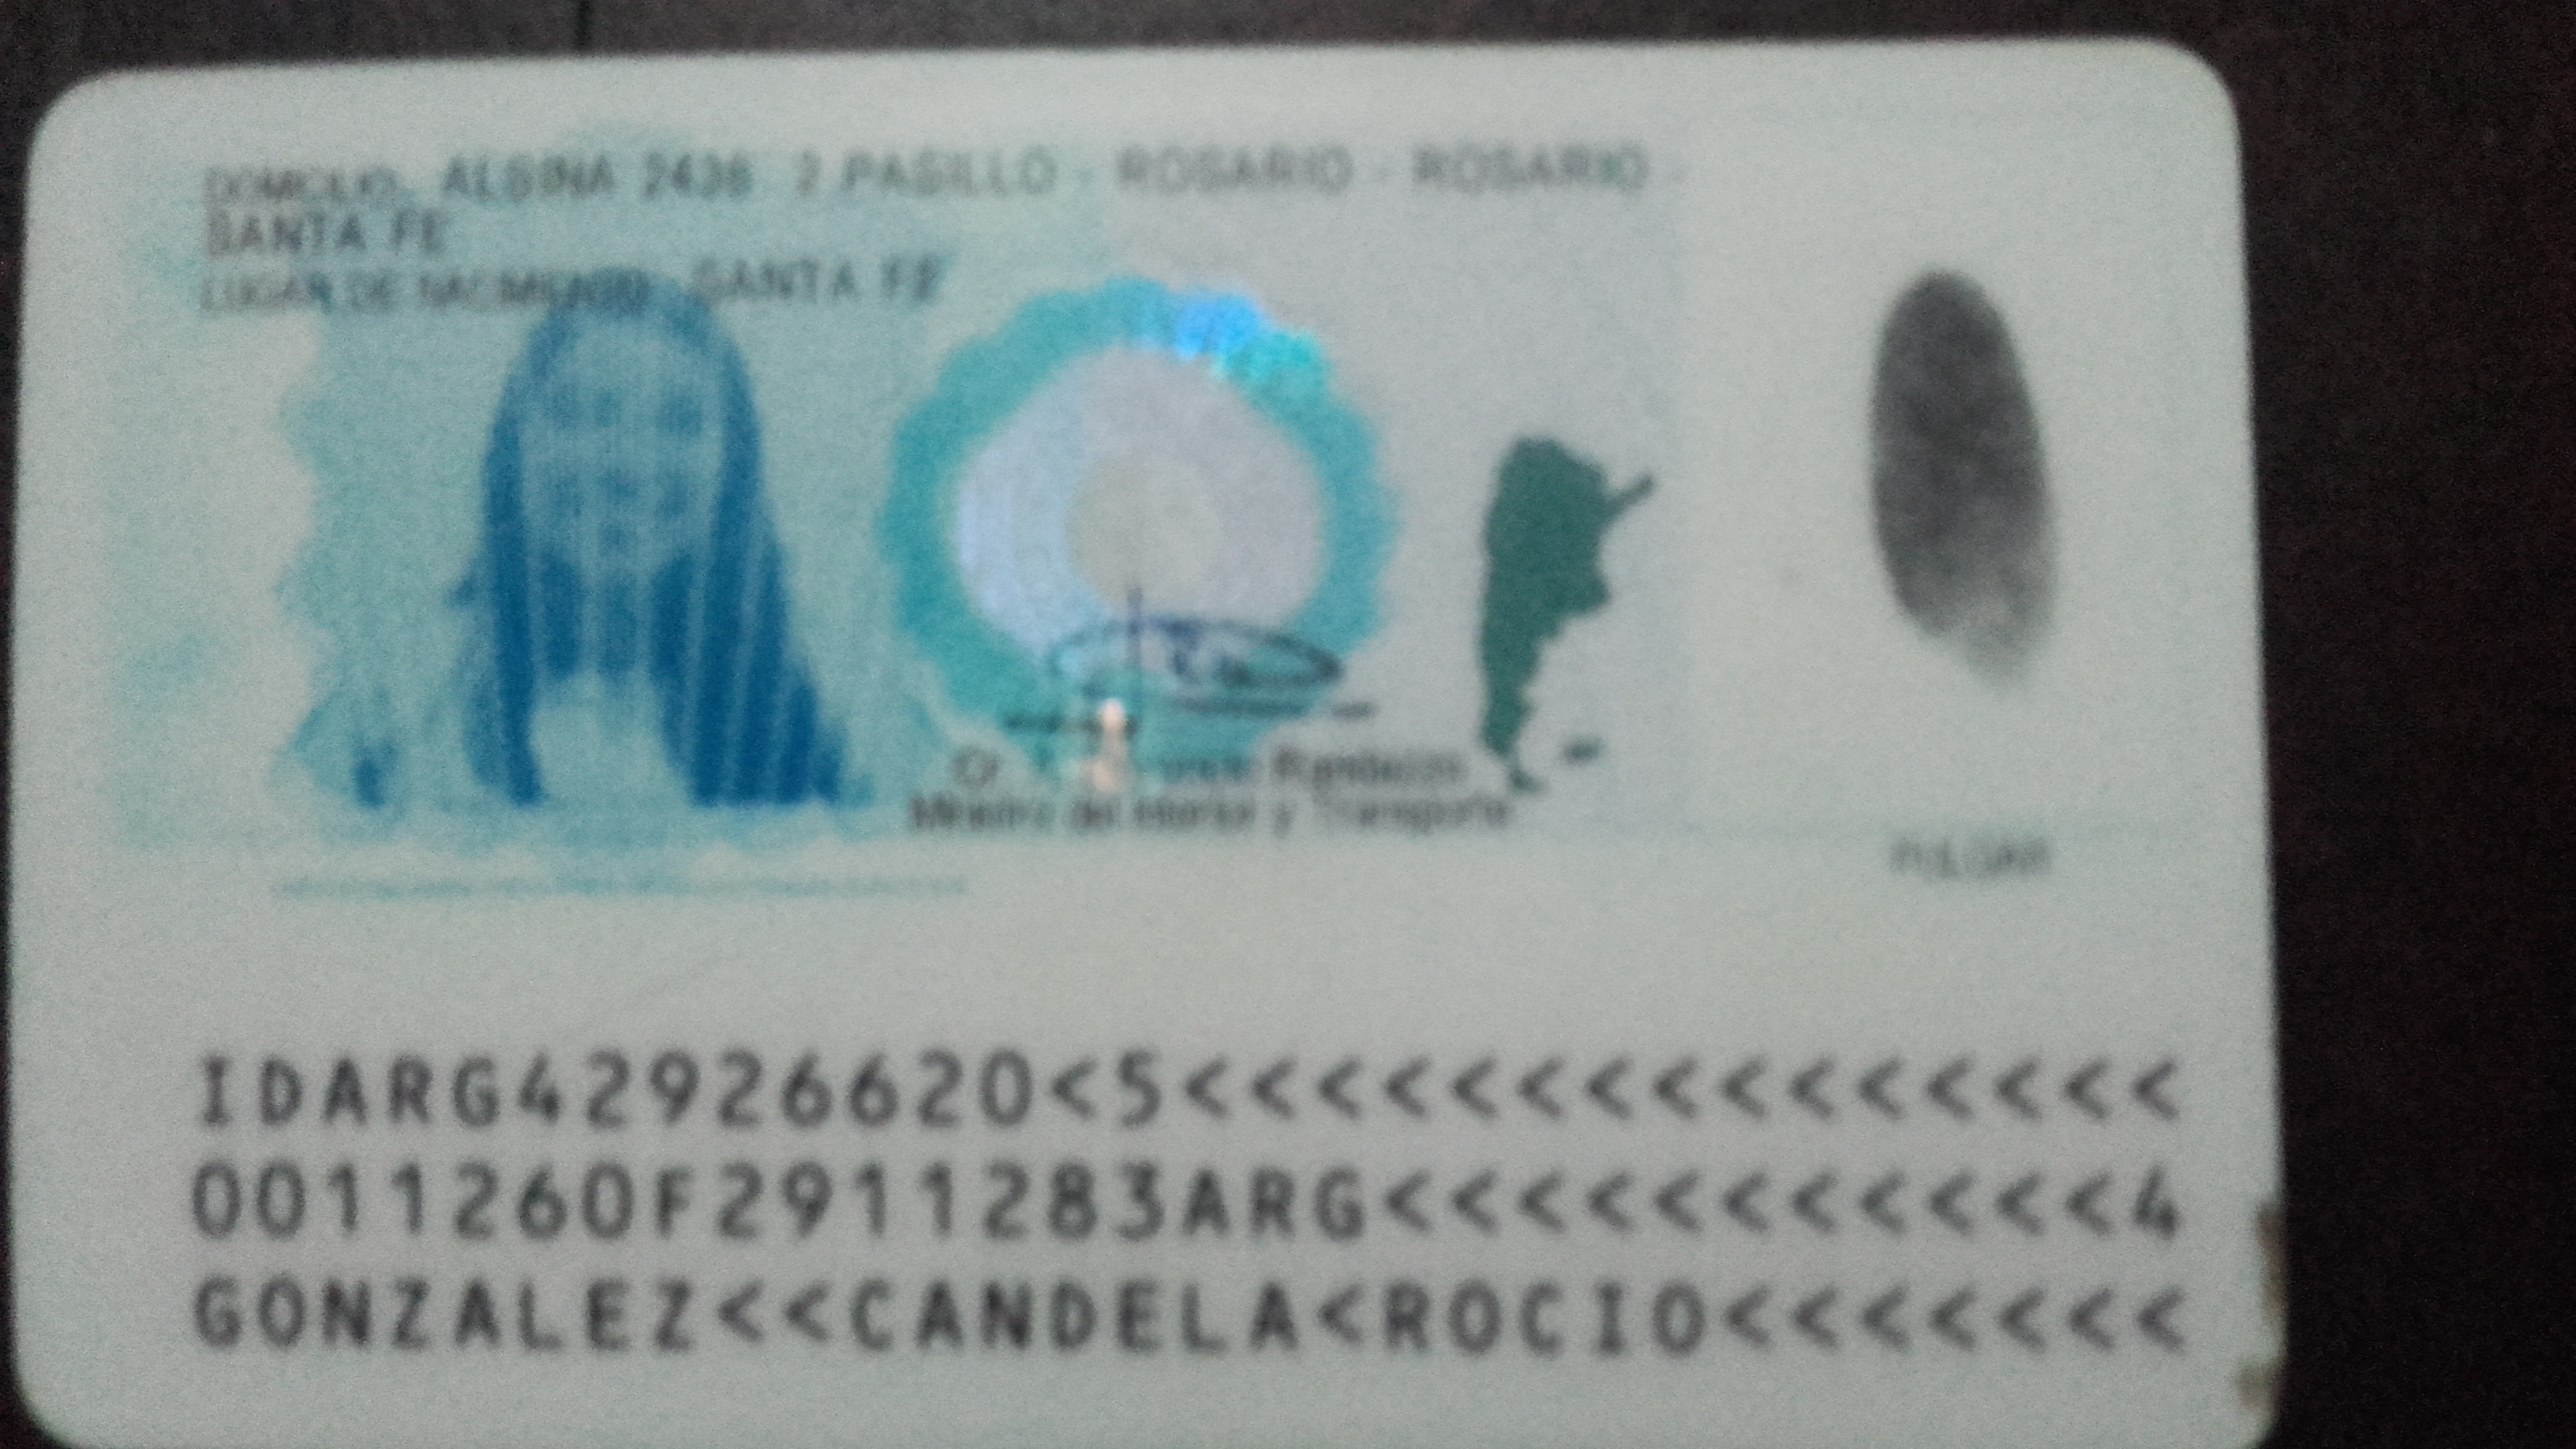 DOMICILIO: ALSINA 2436 2 PASILLO - ROSARIO - ROSARIO -
SANTA FE
LUGAR DE NACIMIENTO: SANTA FE
Randazzo
Ministro del Interior y Transporte
PULGAR
IDARG42926620<5<<<<<<<<<<<<<<<
0011260F2911283ARG<<<<<<<<<<<4
GONZALEZ<<CANDELA<ROCIO<<<<<<<